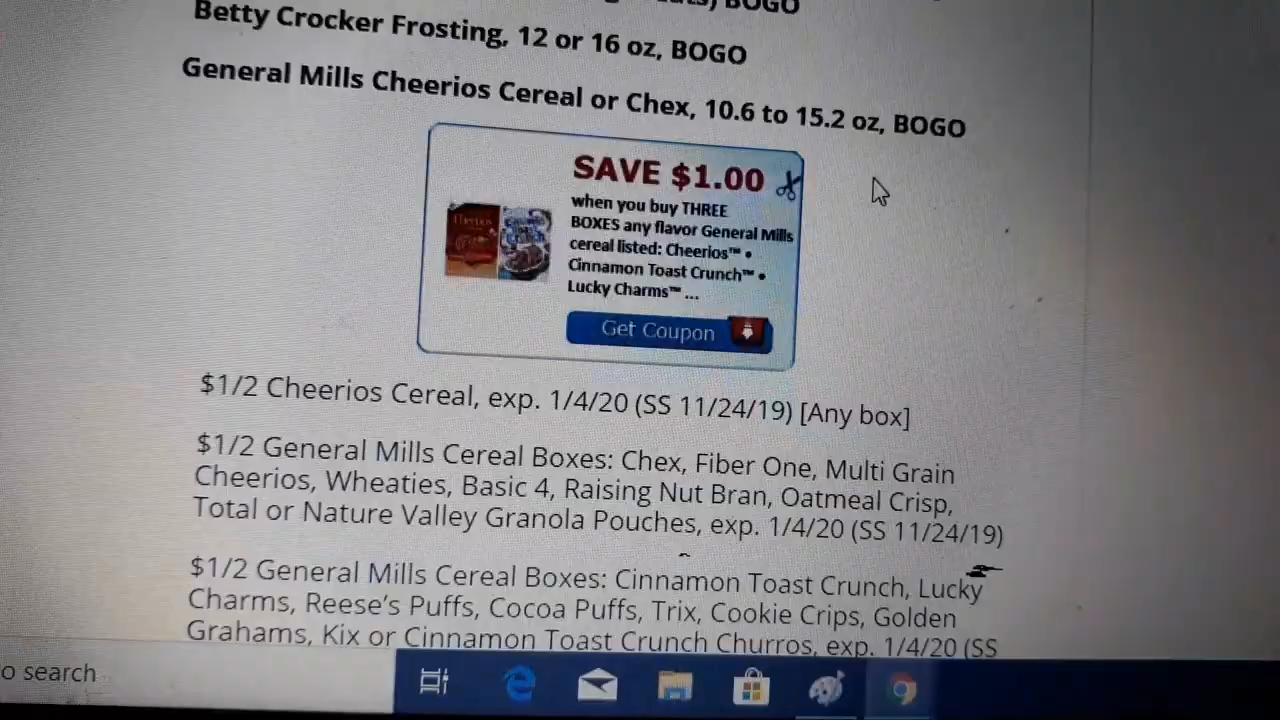 BOGO
Betty Crocker Frosting, 12 or 16 oz, BOGO
General Mills Cheerios Cereal or Chex, 10.6 to 15.2 oz, BOGO
SAVE $1.00
when you buy THREE
BOXES any flavor General Mills
cereal listed: Cheerios™ •
Cinnamon Toast Crunch™ •
Lucky Charms™ ...
Get Coupon
$1/2 Cheerios Cereal, exp. 1/4/20 (SS 11/24/19) [Any box]
$1/2 General Mills Cereal Boxes: Chex, Fiber One, Multi Grain
Cheerios, Wheaties, Basic 4, Raising Nut Bran, Oatmeal Crisp,
Total or Nature Valley Granola Pouches, exp. 1/4/20 (SS 11/24/19)
$1/2 General Mills Cereal Boxes: Cinnamon Toast Crunch, Lucky
Charms, Reese's Puffs, Cocoa Puffs, Trix, Cookie Crips, Golden
Grahams, Kix or Cinnamon Toast Crunch Churros, exp. 1/4/20 (SS
o search